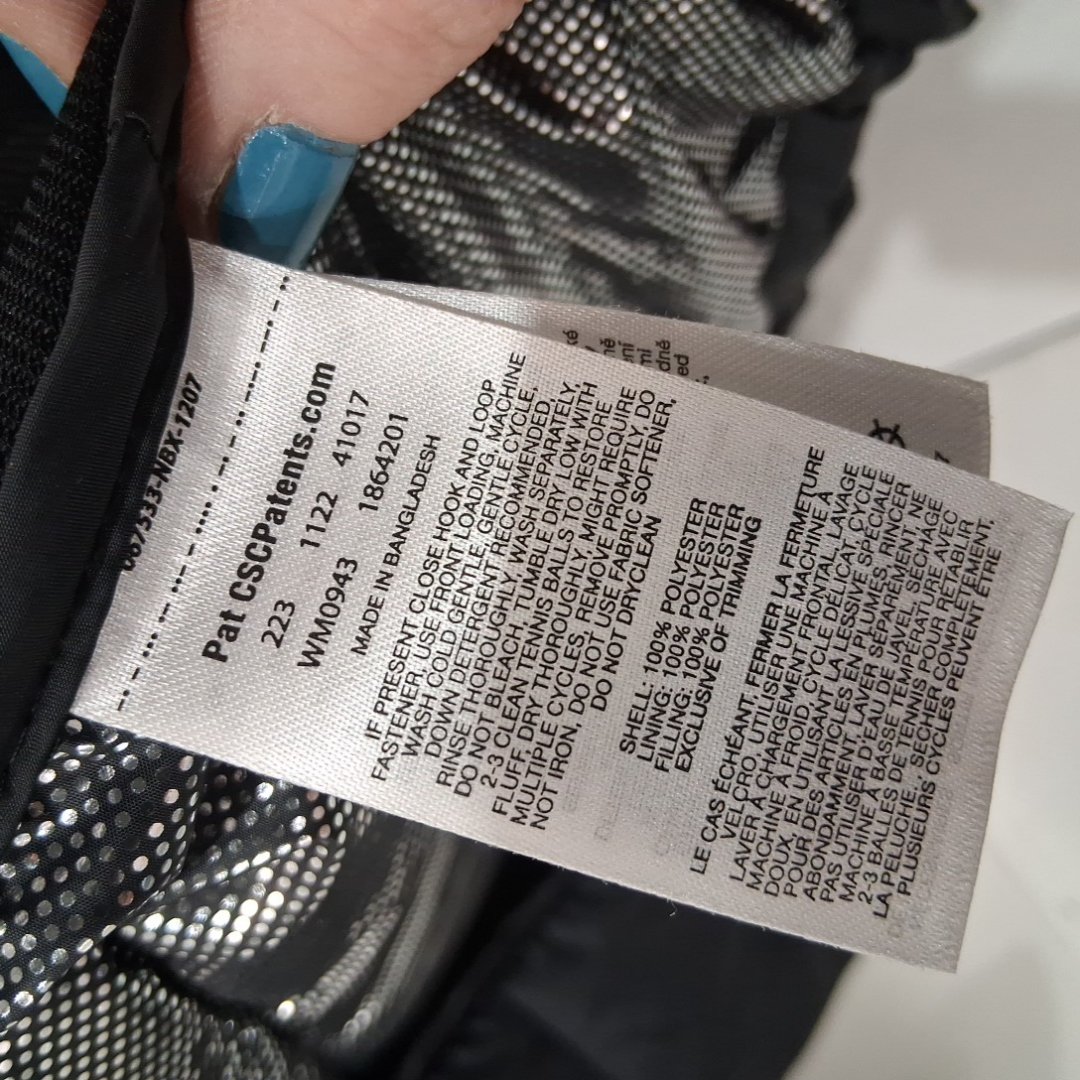 067533-NBX-1207
Pat CSCPatents.com
223 1122 41017
WM0943 1864201
MADE IN BANGLADESH
IF PRESENT CLOSE HOOK AND LOOP
FASTENER, USE FRONT LOADING, MACHINE
WASH COLD GENTLE, GENTLE CYCLE,
DOWN DETERGENT RECOMMENDED,
RINSE THOROUGHLY, WASH SEPARATELY,
DO NOT BLEACH, TUMBLE DRY LOW WITH
2-3 CLEAN TENNIS BALLS TO RESTORE
FLUFF, DRY THOROUGHLY, MIGHT REQUIRE
MULTIPLE CYCLES, REMOVE PROMPTLY, DO
NOT IRON, DO NOT USE FABRIC SOFTENER,
DO NOT DRYCLEAN
SHELL: 100% POLYESTER
LINING: 100% POLYESTER
FILLING: 100% POLYESTER
EXCLUSIVE OF TRIMMING
LE CAS ÉCHÉANT, FERMER LA FERMETURE
VELCRO, UTILISER UNE MACHINE À
LAVER À CHARGEMENT FRONTAL, LAVAGE
MACHINE À FROID, CYCLE DÉLICAT, CYCLE
DOUX, EN UTILISANT LA LESSIVE SPÉCIALE
POUR DES ARTICLES EN PLUMES, RINCER
ABONDAMMENT, LAVER SÉPARÉMENT, NE
PAS UTILISER D'EAU DE JAVEL, SÉCHAGE
MACHINE À BASSE TEMPÉRATURE AVEC
2-3 BALLES DE TENNIS POUR RÉTABLIR
LA PELUCHE, SÉCHER COMPLÈTEMENT,
PLUSIEURS CYCLES PEUVENT ÊTRE